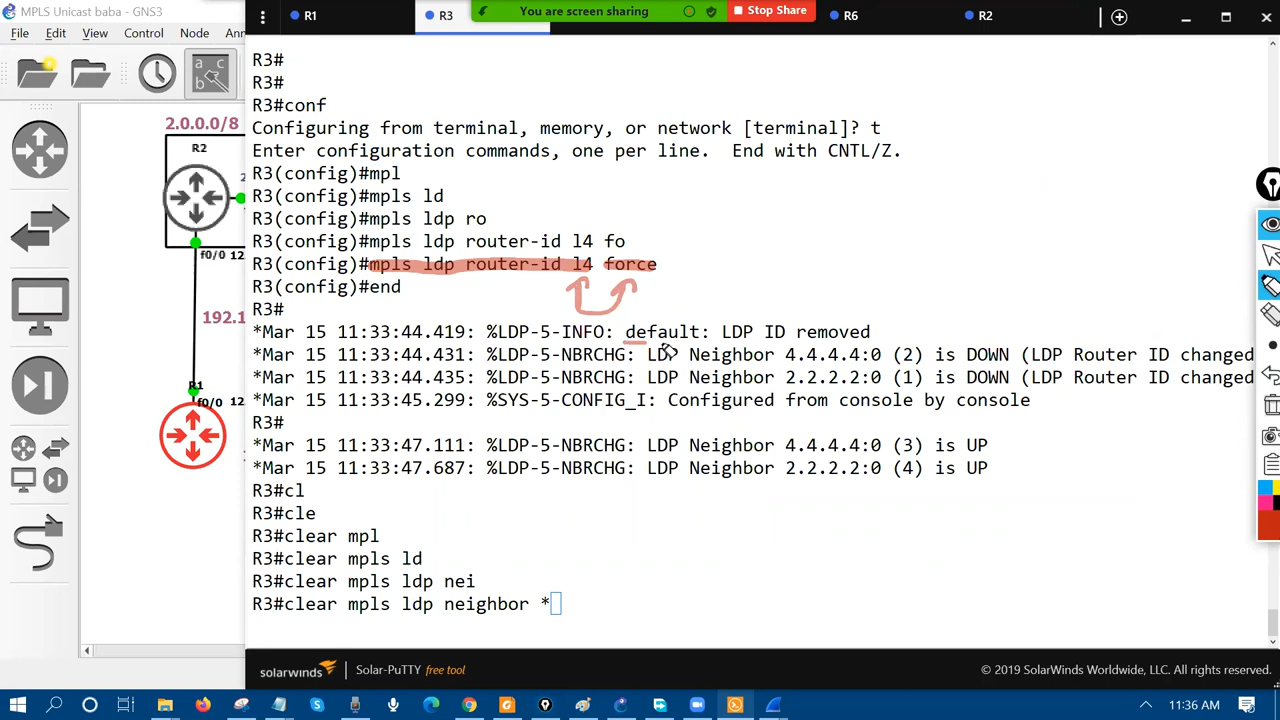 MPLS Unicast baba - GNS3
File Edit View Control Node Ann
a c
b
2.0.0.0/8
R2
2
f0/0 12
192.1
R1
f0/0 12
R1
R3
You are screen sharing
Stop Share
R6
R2
R3#
R3#
R3#conf
Configuring from terminal, memory, or network [terminal]? t
Enter configuration commands, one per line.  End with CNTL/Z.
R3(config)#mpl
R3(config)#mpls ld
R3(config)#mpls ldp ro
R3(config)#mpls ldp router-id l4 fo
R3(config)#mpls ldp router-id l4 force
R3(config)#end
R3#
*Mar 15 11:33:44.419: %LDP-5-INFO: default: LDP ID removed
*Mar 15 11:33:44.431: %LDP-5-NBRCHG: LDP Neighbor 4.4.4.4:0 (2) is DOWN (LDP Router ID changed
*Mar 15 11:33:44.435: %LDP-5-NBRCHG: LDP Neighbor 2.2.2.2:0 (1) is DOWN (LDP Router ID changed
*Mar 15 11:33:45.299: %SYS-5-CONFIG_I: Configured from console by console
R3#
*Mar 15 11:33:47.111: %LDP-5-NBRCHG: LDP Neighbor 4.4.4.4:0 (3) is UP
*Mar 15 11:33:47.687: %LDP-5-NBRCHG: LDP Neighbor 2.2.2.2:0 (4) is UP
R3#cl
R3#cle
R3#clear mpl
R3#clear mpls ld
R3#clear mpls ldp nei
R3#clear mpls ldp neighbor *
solarwinds
Solar-PuTTY free tool
© 2019 SolarWinds Worldwide, LLC. All rights reserved.
11:36 AM